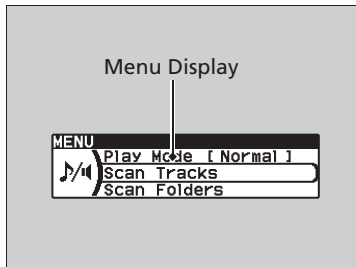 Menu Display
MENU
Play Mode [Normal]
Scan Tracks
Scan Folders